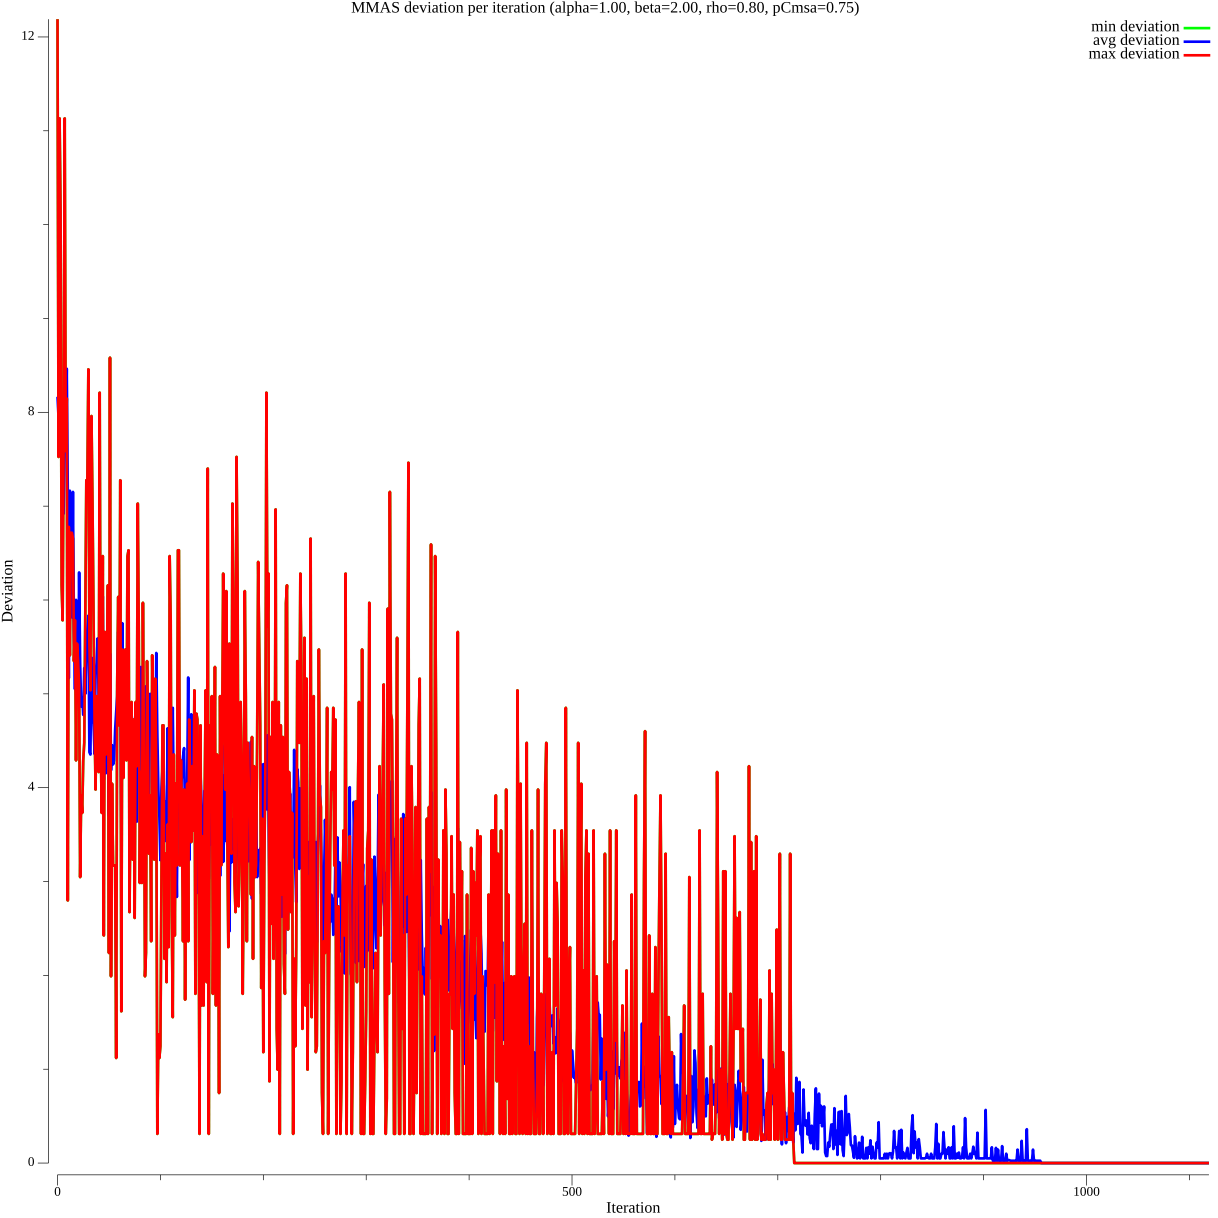 MMAS deviation per iteration (alpha=1.00, beta=2.00, rho=0.80, pCmsa=0.75)
min deviation
avg deviation
max deviation
12
8
4
0
Deviation
0 500 1000
Iteration